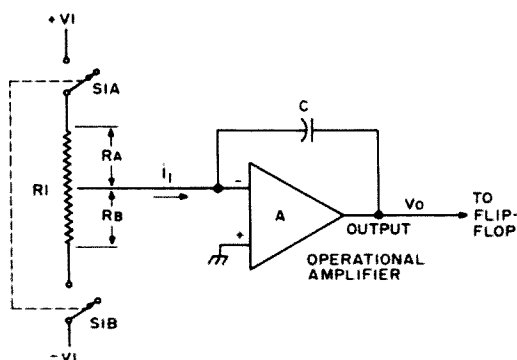 +VI
SIA
RA
RI
RB
i1
C
-
A
+
OUTPUT
Vo
TO
FLIP-
FLOP
OPERATIONAL
AMPLIFIER
SIB
-VI